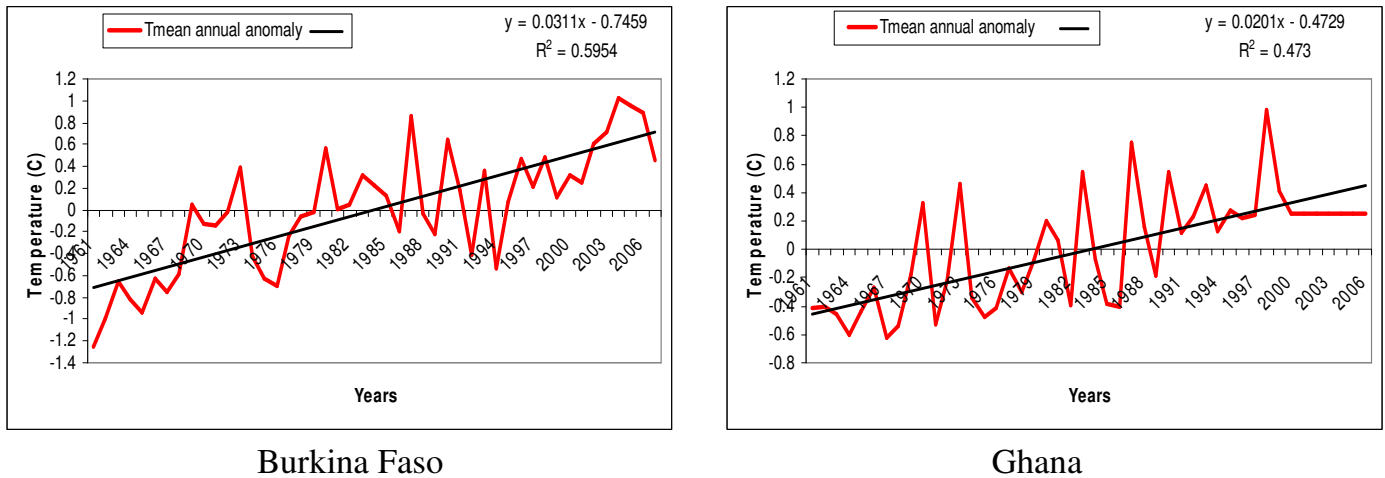 Tmean annual anomaly
y = 0.0311x - 0.7459
R² = 0.5954
1.2
1
0.8
0.6
0.4
0.2
0
-0.2
-0.4
-0.6
-0.8
-1
-1.2
-1.4
Temperature (C)
1961 1964 1967 1970 1973 1976 1979 1982 1985 1988 1991 1994 1997 2000 2003 2006
Years
Burkina Faso
Tmean annual anomaly
y = 0.0201x - 0.4729
R² = 0.473
1.2
1
0.8
0.6
0.4
0.2
0
-0.2
-0.4
-0.6
-0.8
Temperature (C)
1961 1964 1967 1970 1973 1976 1979 1982 1985 1988 1991 1994 1997 2000 2003 2006
Years
Ghana